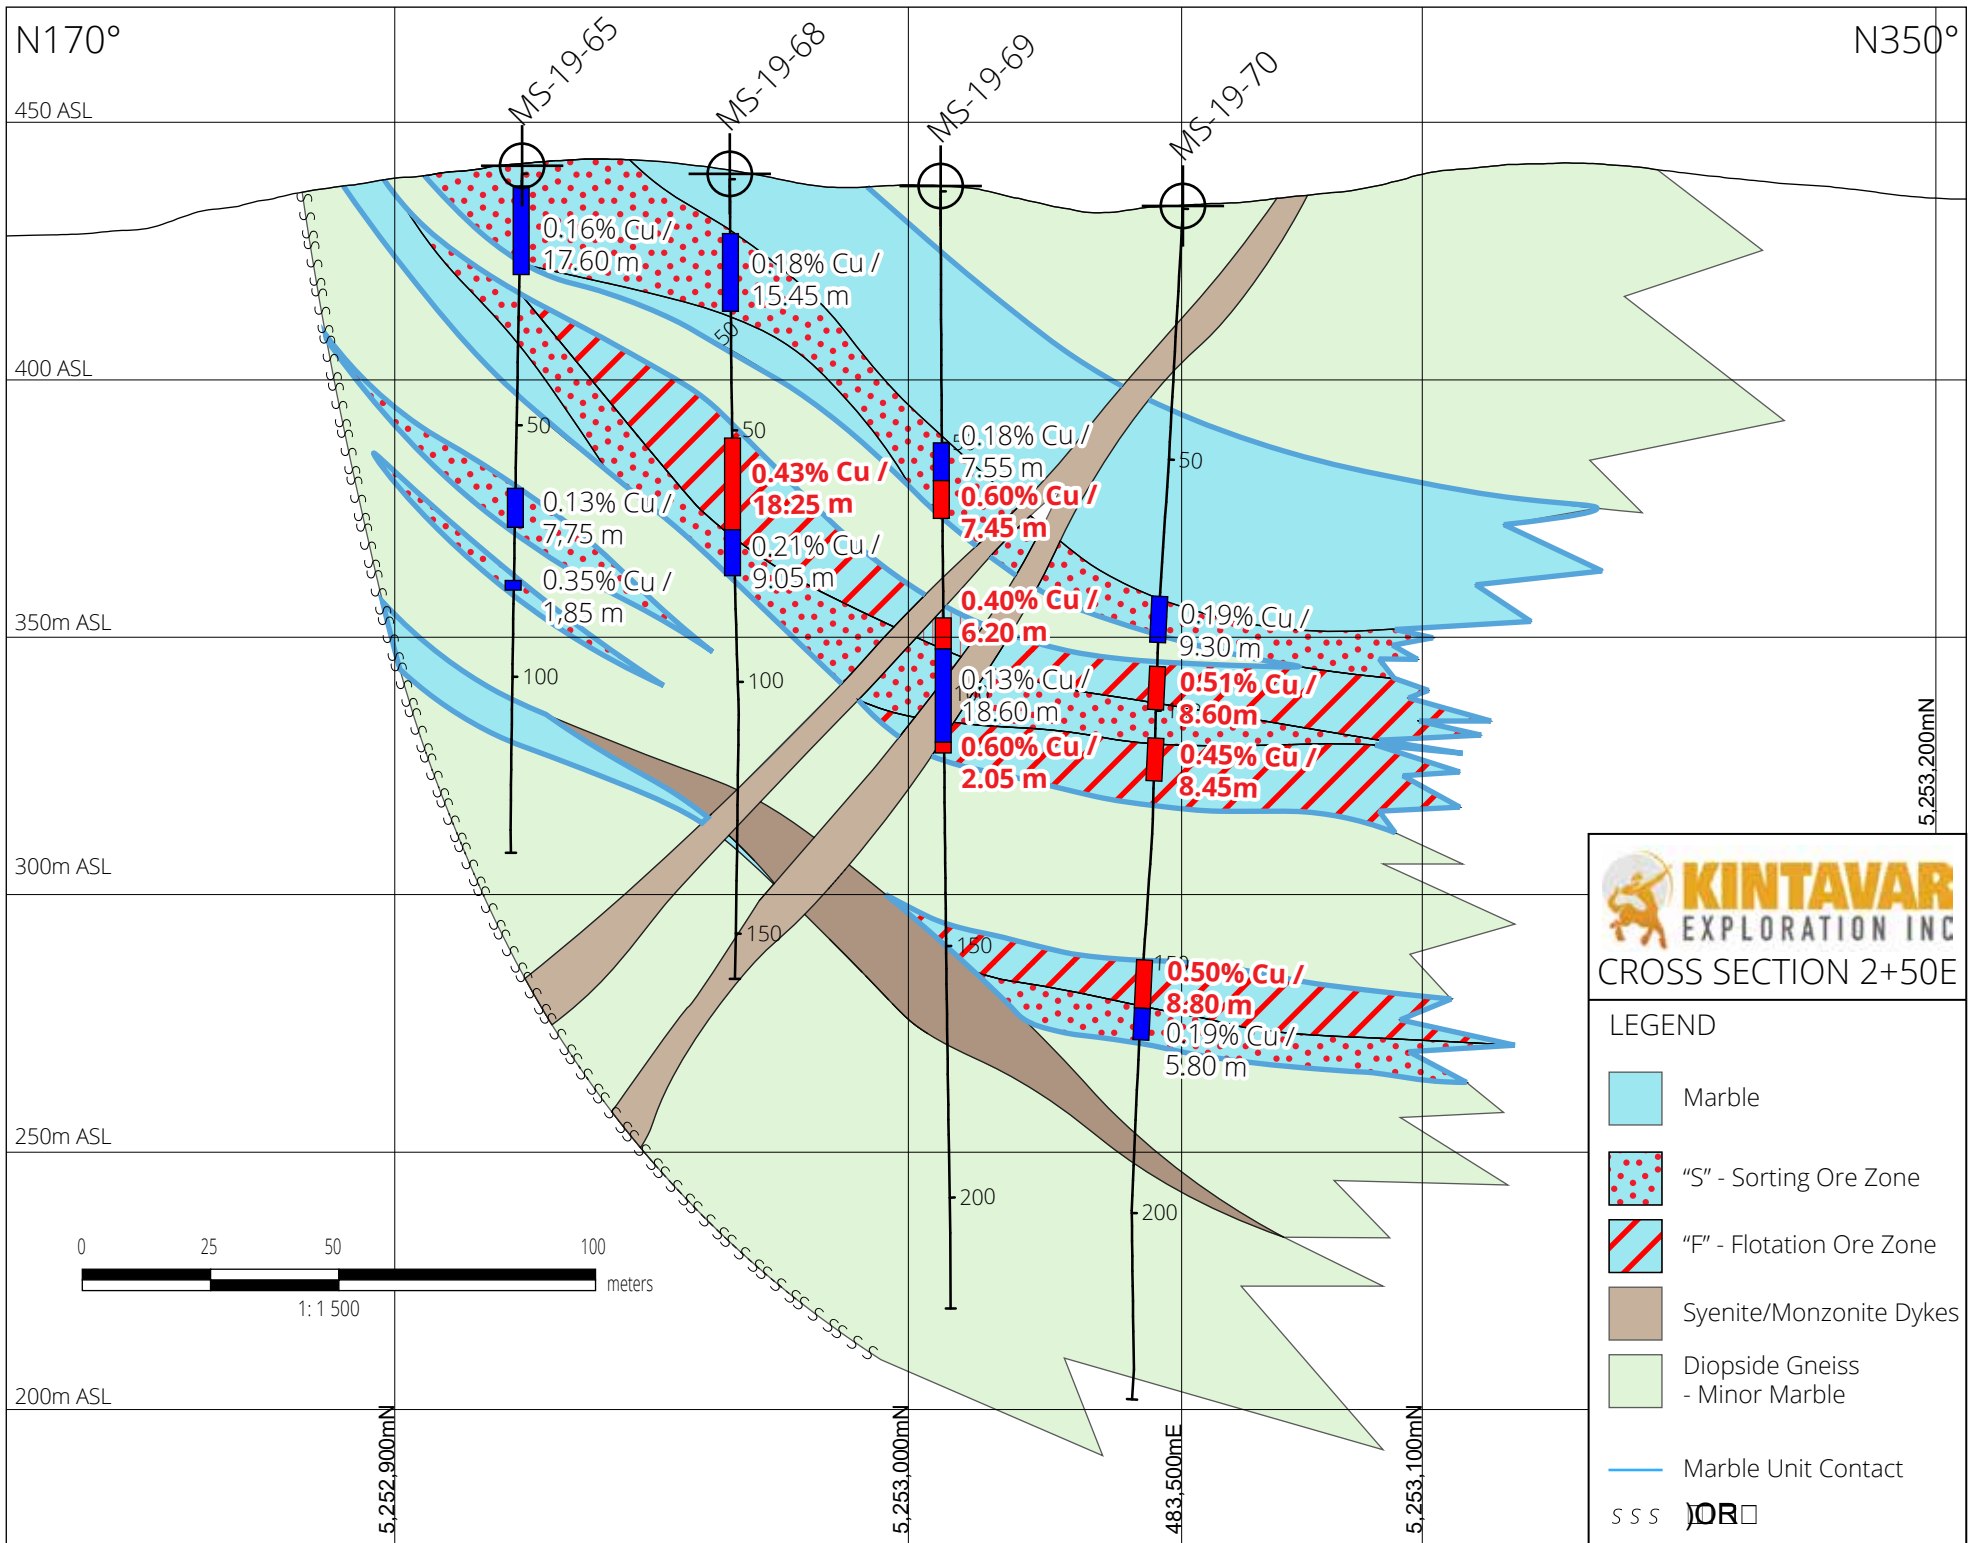 N170°
N350°
MS-19-65
MS-19-68
MS-19-69
MS-19-70
450 ASL
400 ASL
350m ASL
300m ASL
250m ASL
200m ASL
0.16% Cu /
17.60 m
0.18% Cu /
15.45 m
50
50
50
50
0.18% Cu /
7.55 m
0.60% Cu /
7.45 m
0.43% Cu /
18.25 m
0.21% Cu /
9.05 m
0.13% Cu /
7,75 m
0.35% Cu /
1,85 m
0.40% Cu /
6.20 m
0.13% Cu /
18.60 m
0.60% Cu /
2.05 m
0.19% Cu /
9.30 m
0.51% Cu /
8.60m
0.45% Cu /
8.45m
100
100
150
150
150
0.50% Cu /
8.80 m
0.19% Cu /
5.80 m
200
200
0 25 50 100
meters
1: 1 500
5,252,900mN
5,253,000mN
483,500mE
5,253,100mN
5,253,200mN
KINTAVAR
EXPLORATION INC
CROSS SECTION 2+50E
LEGEND
Marble
“S” - Sorting Ore Zone
“F” - Flotation Ore Zone
Syenite/Monzonite Dykes
Diopside Gneiss
- Minor Marble
Marble Unit Contact
S S S